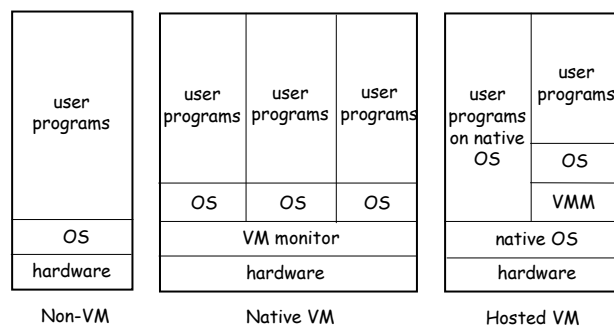 user
programs
OS
hardware
Non-VM
user
programs
user
programs
user
programs
OS
OS
OS
VM monitor
hardware
Native VM
user
programs
on native
OS
user
programs
OS
VMM
native OS
hardware
Hosted VM